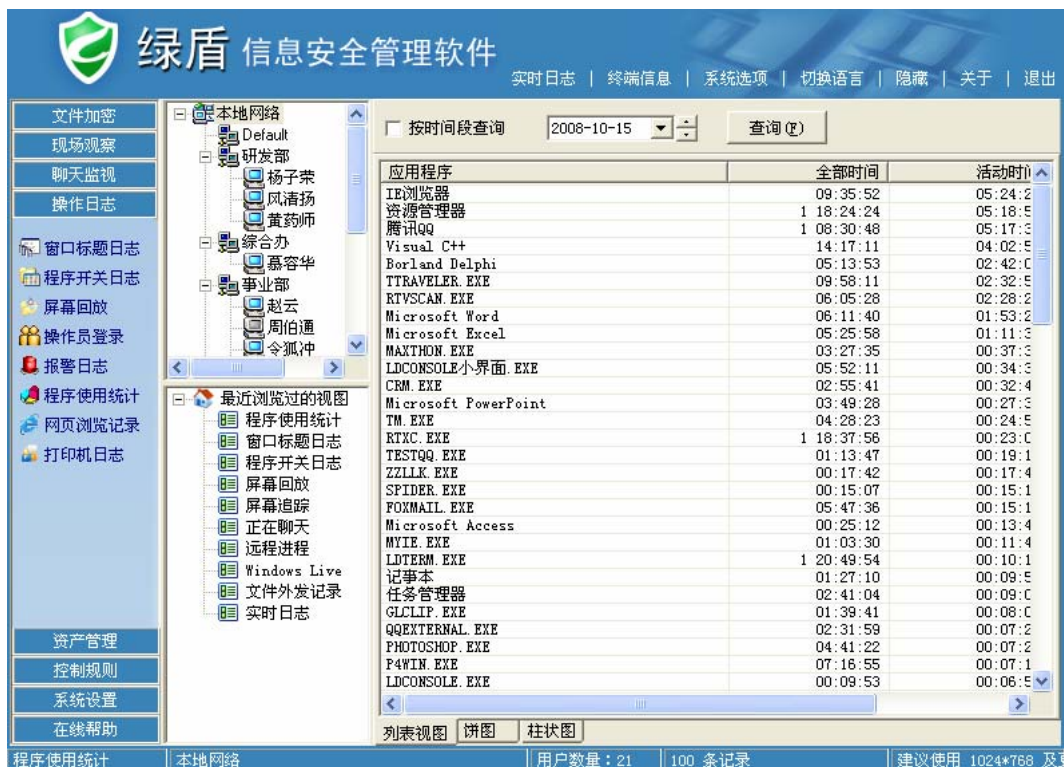 绿盾 信息安全管理软件
实时日志 | 终端信息 | 系统选项 | 切换语言 | 隐藏 | 关于 | 退出
文件加密
现场观察
聊天监视
操作日志
窗口标题日志
程序开关日志
屏幕回放
操作员登录
报警日志
程序使用统计
网页浏览记录
打印机日志
资产管理
控制规则
系统设置
在线帮助
本地网络
Default
研发部
杨子荣
风清扬
黄药师
综合办
慕容华
事业部
赵云
周伯通
令狐冲
最近浏览过的视图
程序使用统计
窗口标题日志
程序开关日志
屏幕回放
屏幕追踪
正在聊天
远程进程
Windows Live
文件外发记录
实时日志
按时间段查询 2008-10-15 查询(F)
应用程序 全部时间 活动时间
IE浏览器 09:35:52 05:24:2
资源管理器 1 18:24:24 05:18:5
腾讯QQ 1 08:30:48 05:17:3
Visual C++ 14:17:11 04:02:5
Borland Delphi 05:13:53 02:42:0
TTRAVELER.EXE 09:58:11 02:32:5
RTVSCAN.EXE 06:05:28 02:28:2
Microsoft Word 06:11:40 01:53:2
Microsoft Excel 05:25:58 01:11:3
MAXTHON.EXE 03:27:35 00:37:3
LDCONSOLE小界面.EXE 05:52:11 00:34:3
CRM.EXE 02:55:41 00:32:4
Microsoft PowerPoint 03:49:28 00:27:3
TM.EXE 04:28:23 00:24:5
RTXC.EXE 1 18:37:56 00:23:0
TESTQQ.EXE 01:13:47 00:19:1
ZZLLK.EXE 00:17:42 00:17:4
SPIDER.EXE 00:15:07 00:15:1
FOXMAIL.EXE 05:47:36 00:15:1
Microsoft Access 00:25:12 00:13:4
MYIE.EXE 01:03:30 00:11:4
LDTERM.EXE 1 20:49:54 00:10:1
记事本 01:27:10 00:09:5
任务管理器 02:41:04 00:09:0
GLCLIP.EXE 01:39:41 00:08:0
QQEXTERNAL.EXE 02:31:59 00:07:2
PHOTOSHOP.EXE 04:41:22 00:07:2
P4WIN.EXE 07:16:55 00:07:1
LDCONSOLE.EXE 00:09:53 00:06:5
列表视图 饼图 柱状图
程序使用统计 本地网络 用户数量：21 100 条记录 建议使用 1024*768 及